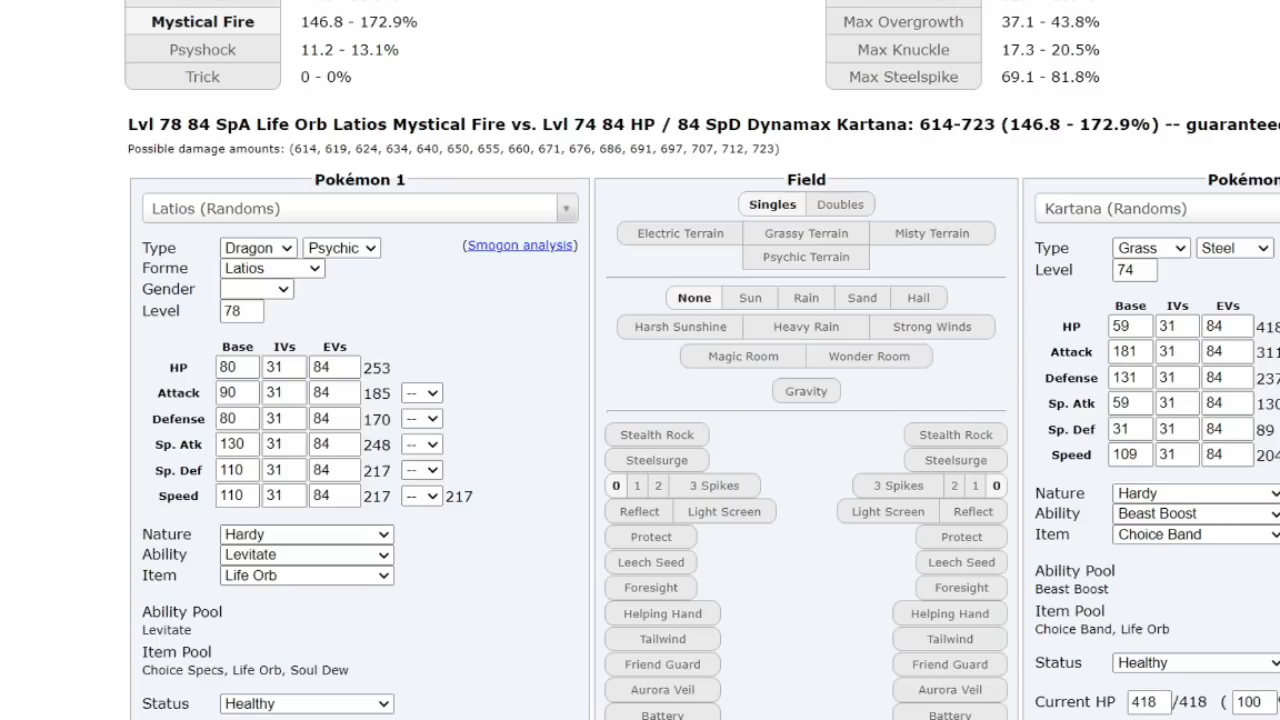 Mystical Fire 146.8 - 172.9% Max Overgrowth 37.1 - 43.8%
Psyshock 11.2 - 13.1% Max Knuckle 17.3 - 20.5%
Trick 0 - 0% Max Steelspike 69.1 - 81.8%
Lvl 78 84 SpA Life Orb Latios Mystical Fire vs. Lvl 74 84 HP / 84 SpD Dynamax Kartana: 614-723 (146.8 - 172.9%) -- guarantee
Possible damage amounts: (614, 619, 624, 634, 640, 650, 655, 660, 671, 676, 686, 691, 697, 707, 712, 723)
Pokémon 1
Latios (Randoms)
Type Dragon Psychic (Smogon analysis)
Forme Latios
Gender
Level 78
Base IVs EVs
HP 80 31 84 253
Attack 90 31 84 185 --
Defense 80 31 84 170 --
Sp. Atk 130 31 84 248 --
Sp. Def 110 31 84 217 --
Speed 110 31 84 217 -- 217
Nature Hardy
Ability Levitate
Item Life Orb
Ability Pool
Levitate
Item Pool
Choice Specs, Life Orb, Soul Dew
Status Healthy
Field
Singles Doubles
Electric Terrain Grassy Terrain Misty Terrain
Psychic Terrain
None Sun Rain Sand Hail
Harsh Sunshine Heavy Rain Strong Winds
Magic Room Wonder Room
Gravity
Stealth Rock Stealth Rock
Steelsurge Steelsurge
0 1 2 3 Spikes 3 Spikes 2 1 0
Reflect Light Screen Light Screen Reflect
Protect Protect
Leech Seed Leech Seed
Foresight Foresight
Helping Hand Helping Hand
Tailwind Tailwind
Friend Guard Friend Guard
Aurora Veil Aurora Veil
Battery Battery
Pokémon
Kartana (Randoms)
Type Grass Steel
Level 74
Base IVs EVs
HP 59 31 84 418
Attack 181 31 84 311
Defense 131 31 84 237
Sp. Atk 59 31 84 130
Sp. Def 31 31 84 89
Speed 109 31 84 204
Nature Hardy
Ability Beast Boost
Item Choice Band
Ability Pool
Beast Boost
Item Pool
Choice Band, Life Orb
Status Healthy
Current HP 418 /418 ( 100